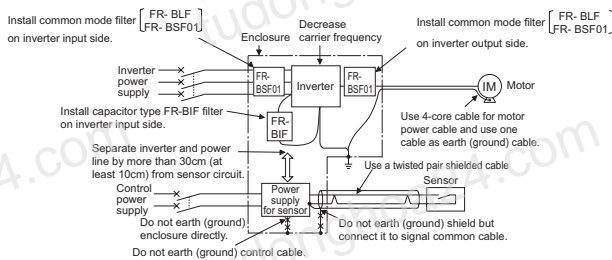 Install common mode filter
on inverter input side.
FR- BLF
FR- BSF01
Enclosure
Decrease
carrier frequency
Install common mode filter
on inverter output side.
FR- BLF
FR- BSF01
Inverter
power
supply
FR-
BSF01
Inverter
FR-
BSF01
IM
Motor
Install capacitor type FR-BIF filter
on inverter input side.
FR-
BIF
Use 4-core cable for motor
power cable and use one
cable as earth (ground) cable.
Separate inverter and power
line by more than 30cm (at
least 10cm) from sensor circuit.
Use a twisted pair shielded cable
Sensor
Control
power
supply
Power
supply
for sensor
Do not earth (ground)
enclosure directly.
Do not earth (ground) shield but
connect it to signal common cable.
Do not earth (ground) control cable.